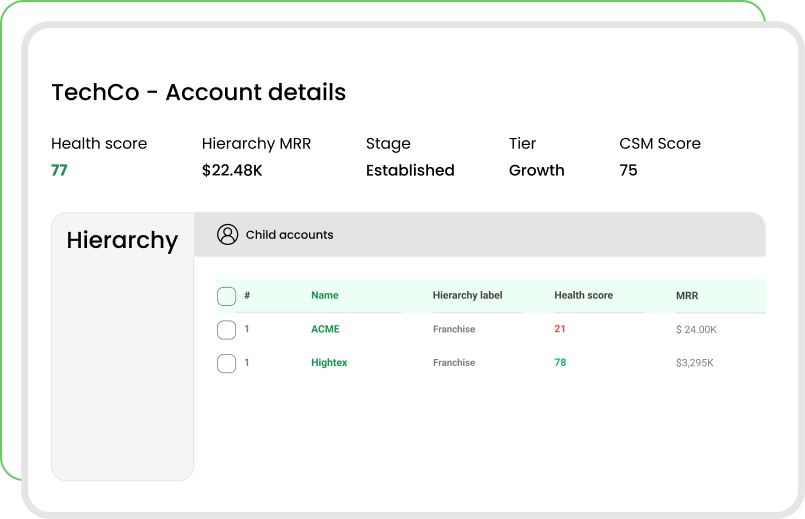 TechCo - Account details
Health score Hierarchy MRR Stage Tier CSM Score
77 $22.48K Established Growth 75
Hierarchy
Child accounts
# Name Hierarchy label Health score MRR
1 ACME Franchise 21 $ 24.00K
1 Hightex Franchise 78 $3,295K